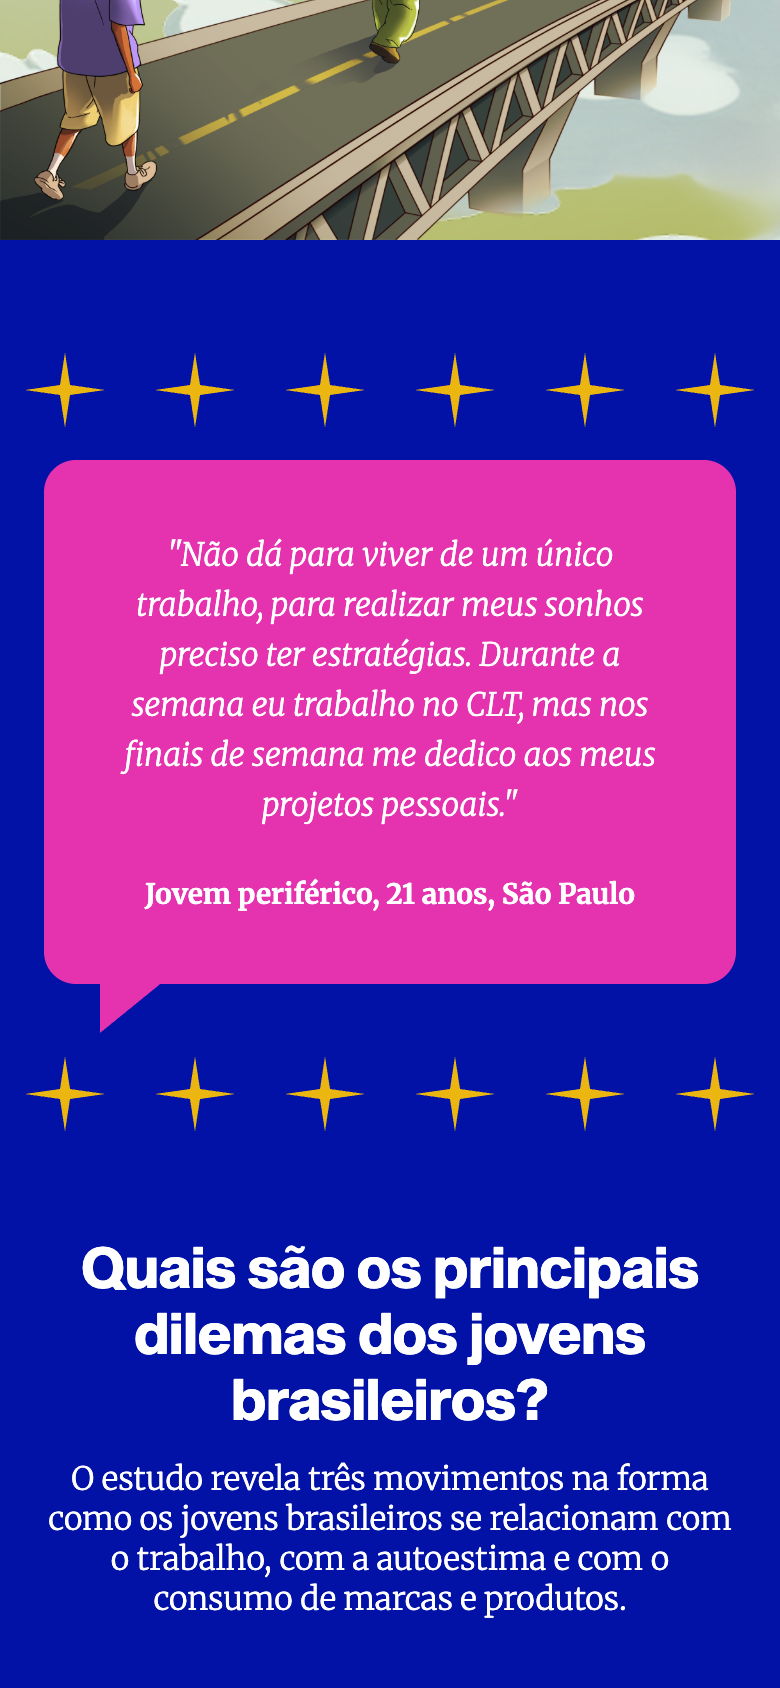 "Não dá para viver de um único
trabalho, para realizar meus sonhos
preciso ter estratégias. Durante a
semana eu trabalho no CLT, mas nos
finais de semana me dedico aos meus
projetos pessoais."
Jovem periférico, 21 anos, São Paulo
Quais são os principais
dilemas dos jovens
brasileiros?
O estudo revela três movimentos na forma
como os jovens brasileiros se relacionam com
o trabalho, com a autoestima e com o
consumo de marcas e produtos.